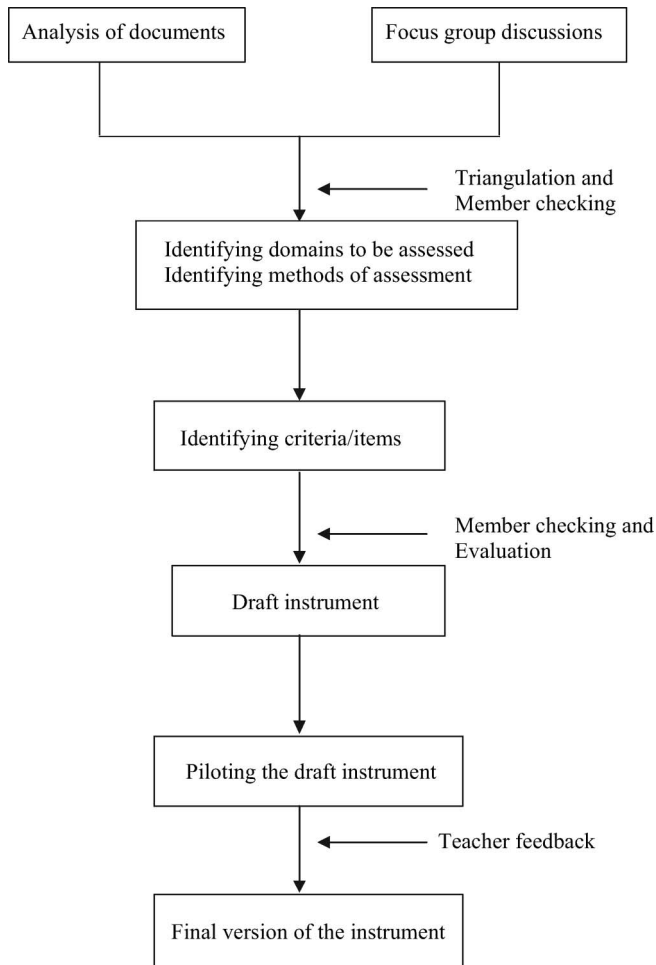 Analysis of documents
Focus group discussions
Triangulation and
Member checking
Identifying domains to be assessed
Identifying methods of assessment
Identifying criteria/items
Member checking and
Evaluation
Draft instrument
Piloting the draft instrument
Teacher feedback
Final version of the instrument